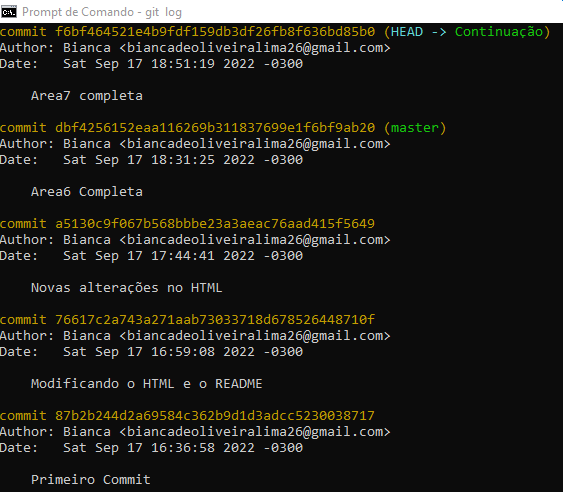 Prompt de Comando - git log
commit f6bf464521e4b9fdf159db3df26fb8f636bd85b0 (HEAD -> Continuação)
Author: Bianca <biancadeoliveiralima26@gmail.com>
Date: Sat Sep 17 18:51:19 2022 -0300
Area7 completa
commit dbf4256152eaa116269b311837699e1f6bf9ab20 (master)
Author: Bianca <biancadeoliveiralima26@gmail.com>
Date: Sat Sep 17 18:31:25 2022 -0300
Area6 Completa
commit a5130c9f067b568bbbe23a3aeac76aad415f5649
Author: Bianca <biancadeoliveiralima26@gmail.com>
Date: Sat Sep 17 17:44:41 2022 -0300
Novas alterações no HTML
commit 76617c2a743a271aab73033718d678526448710f
Author: Bianca <biancadeoliveiralima26@gmail.com>
Date: Sat Sep 17 16:59:08 2022 -0300
Modificando o HTML e o README
commit 87b2b244d2a69584c362b9d1d3adcc5230038717
Author: Bianca <biancadeoliveiralima26@gmail.com>
Date: Sat Sep 17 16:36:58 2022 -0300
Primeiro Commit